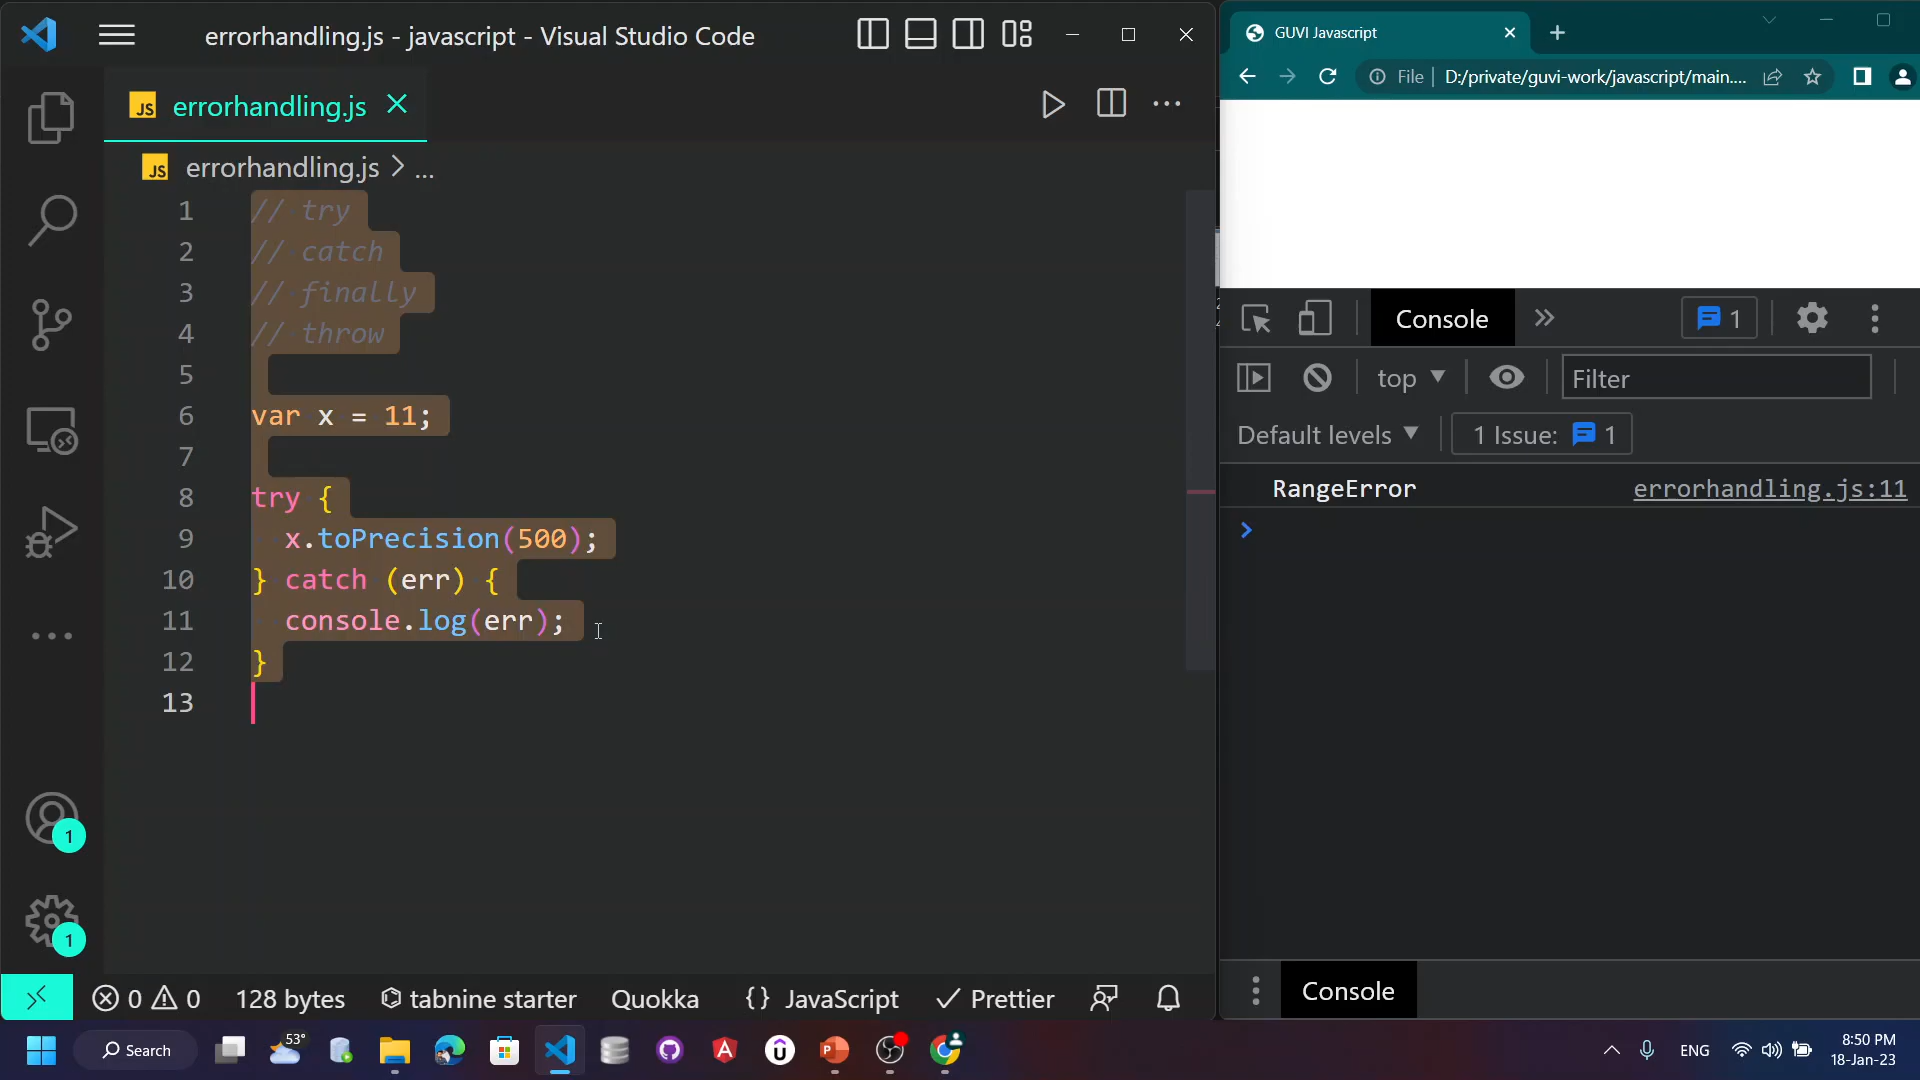 errorhandling.js - javascript - Visual Studio Code
JS errorhandling.js
JS errorhandling.js > ...
1 // try
2 // catch
3 // finally
4 // throw
5
6 var x = 11;
7
8 try {
9 x.toPrecision(500);
10 } catch (err) {
11 console.log(err);
12 }
13
1
1
0 0 128 bytes tabnine starter Quokka {} JavaScript Prettier
GUVI Javascript
File D:/private/guvi-work/javascript/main....
Console 1
top Filter
Default levels 1 Issue: 1
RangeError errorhandling.js:11
Console
Search 53° ENG 8:50 PM
18-Jan-23